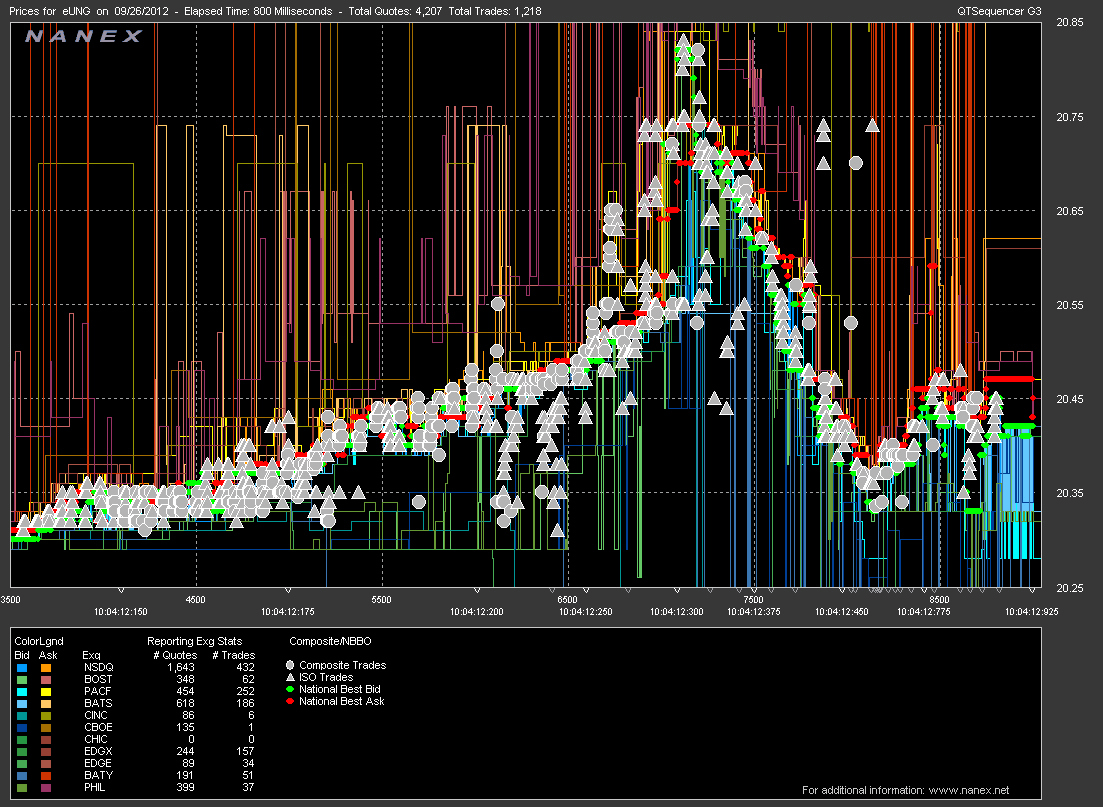 Prices for eUNG on 09/26/2012 - Elapsed Time: 800 Milliseconds - Total Quotes: 4,207 Total Trades: 1,218 QTSequencer G3
NANEX
20.85
20.75
20.65
20.55
20.45
20.35
20.25
3500 4500 5500 6500 7500 8500
10:04:12.150 10:04:12.175 10:04:12.200 10:04:12.250 10:04:12.300 10:04:12.375 10:04:12.450 10:04:12.775 10:04:12.925
ColorLgnd Reporting Exg Stats Composite/NBBO
Bid Ask Exg # Quotes # Trades
NSDQ 1,643 432
BOST 348 62
PACF 454 252
BATS 618 186
CINC 86 6
CBOE 135 1
CHIC 0 0
EDGX 244 157
EDGE 89 34
BATY 191 51
PHIL 399 37
Composite Trades
ISO Trades
National Best Bid
National Best Ask
For additional information: www.nanex.net